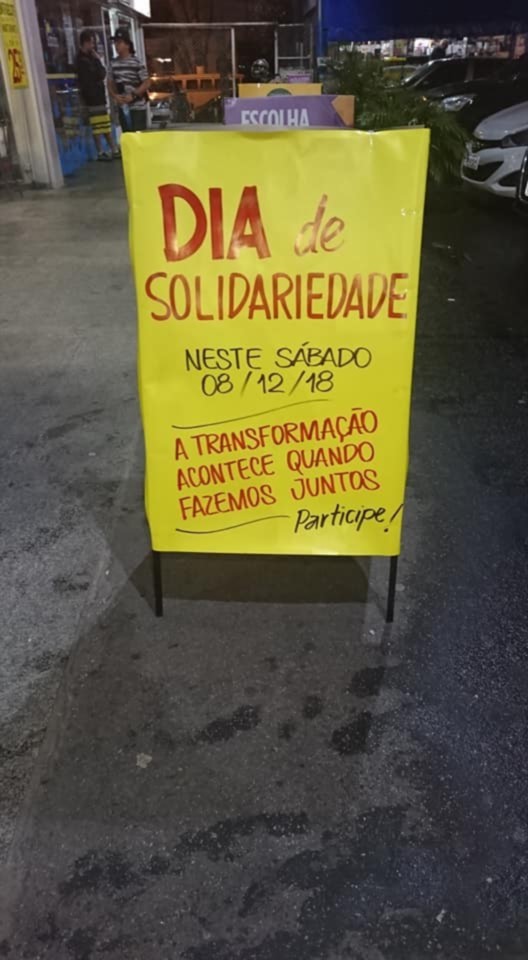 ESCOLHA
DIA de
SOLIDARIEDADE
NESTE SÁBADO
08/12/18
A TRANSFORMAÇÃO
ACONTECE QUANDO
FAZEMOS JUNTOS
Participe!